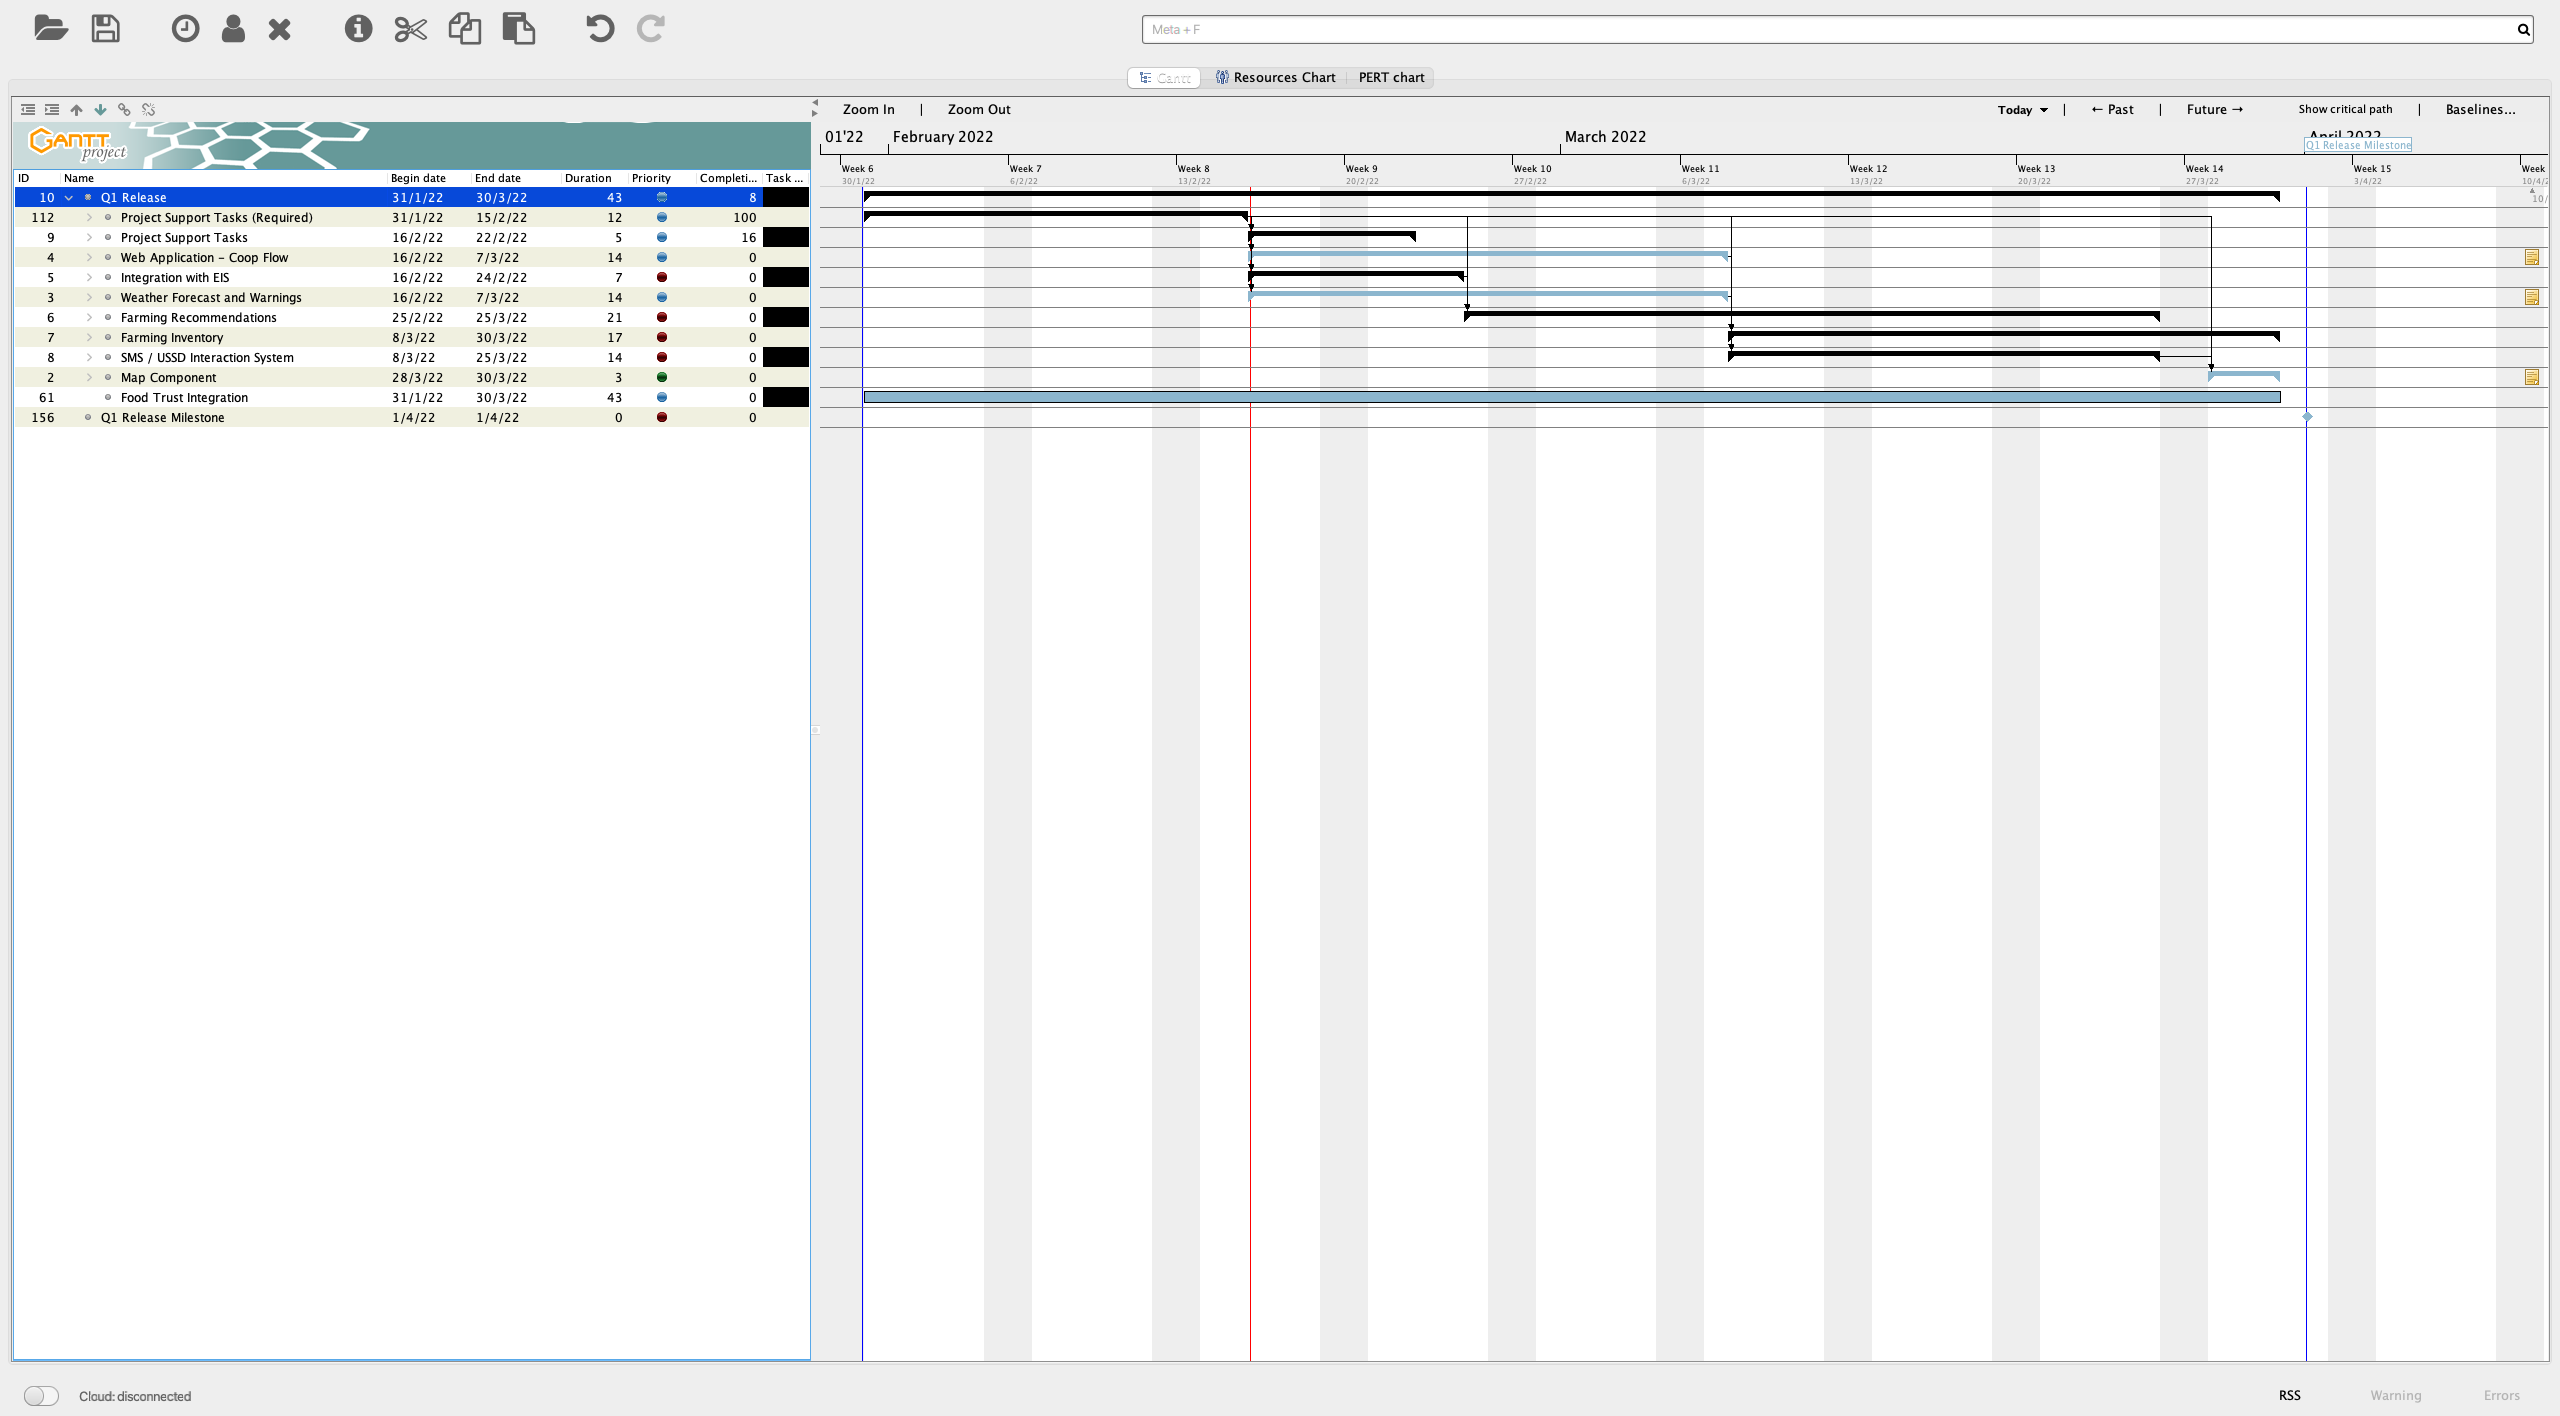 Meta + F
Gantt Resources Chart PERT chart
Zoom In | Zoom Out Today | ← Past | Future → Show critical path | Baselines...
GANTT project
01'22 February 2022 March 2022 April 2022
Q1 Release Milestone
Week 6 Week 7 Week 8 Week 9 Week 10 Week 11 Week 12 Week 13 Week 14 Week 15 Week
30/1/22 6/2/22 13/2/22 20/2/22 27/2/22 6/3/22 13/3/22 20/3/22 27/3/22 3/4/22 10/4/2
ID Name Begin date End date Duration Priority Completi... Task ...
10 Q1 Release 31/1/22 30/3/22 43 8
10/
112 Project Support Tasks (Required) 31/1/22 15/2/22 12 100
9 Project Support Tasks 16/2/22 22/2/22 5 16
4 Web Application - Coop Flow 16/2/22 7/3/22 14 0
5 Integration with EIS 16/2/22 24/2/22 7 0
3 Weather Forecast and Warnings 16/2/22 7/3/22 14 0
6 Farming Recommendations 25/2/22 25/3/22 21 0
7 Farming Inventory 8/3/22 30/3/22 17 0
8 SMS / USSD Interaction System 8/3/22 25/3/22 14 0
2 Map Component 28/3/22 30/3/22 3 0
61 Food Trust Integration 31/1/22 30/3/22 43 0
156 Q1 Release Milestone 1/4/22 1/4/22 0 0
Cloud: disconnected RSS Warning Errors